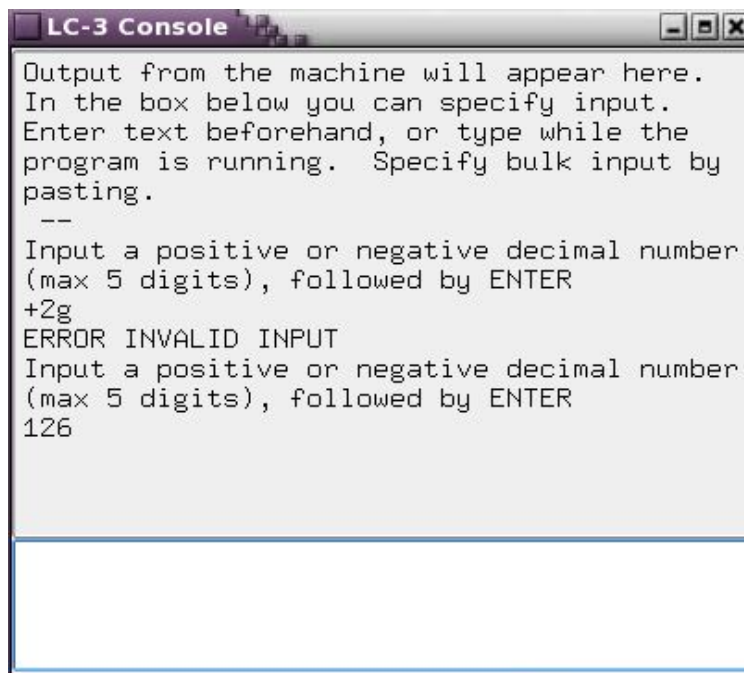 LC-3 Console
Output from the machine will appear here.
In the box below you can specify input.
Enter text beforehand, or type while the
program is running.  Specify bulk input by
pasting.
--
Input a positive or negative decimal number
(max 5 digits), followed by ENTER
+2g
ERROR INVALID INPUT
Input a positive or negative decimal number
(max 5 digits), followed by ENTER
126